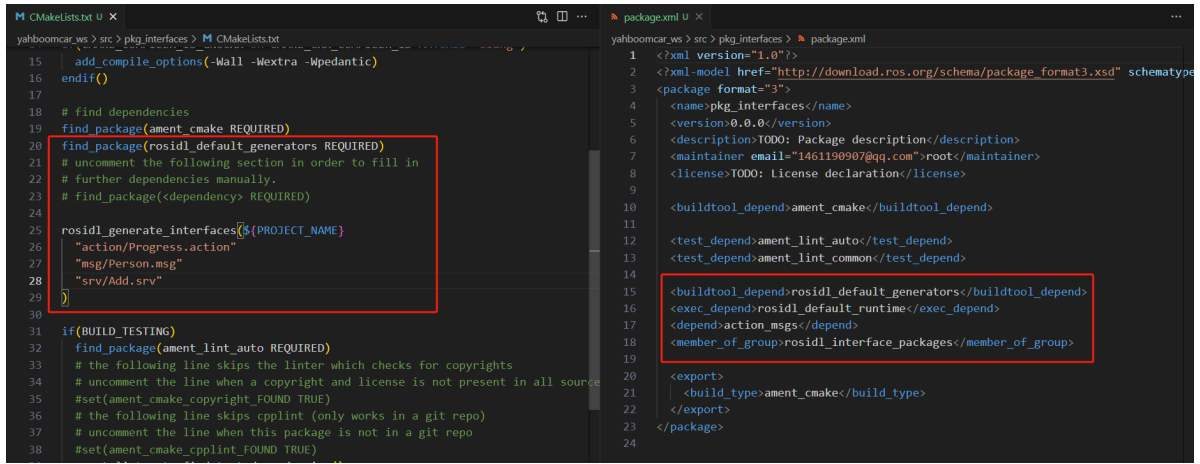 CMakeLists.txt U ×
yahboomcar_ws > src > pkg_interfaces > M CMakeLists.txt
15 add_compile_options(-Wall -Wextra -Wpedantic)
16 endif()
17
18 # find dependencies
19 find_package(ament_cmake REQUIRED)
20 find_package(rosidl_default_generators REQUIRED)
21 # uncomment the following section in order to fill in
22 # further dependencies manually.
23 # find_package(<dependency> REQUIRED)
24
25 rosidl_generate_interfaces(${PROJECT_NAME}
26 "action/Progress.action"
27 "msg/Person.msg"
28 "srv/Add.srv"
29 )
30
31 if(BUILD_TESTING)
32 find_package(ament_lint_auto REQUIRED)
33 # the following line skips the linter which checks for copyrights
34 # uncomment the line when a copyright and license is not present in all source
35 #set(ament_cmake_copyright_FOUND TRUE)
36 # the following line skips cpplint (only works in a git repo)
37 # uncomment the line when this package is not in a git repo
38 #set(ament_cmake_cpplint_FOUND TRUE)
package.xml U ×
yahboomcar_ws > src > pkg_interfaces > package.xml
1 <?xml version="1.0"?>
2 <?xml-model href="http://download.ros.org/schema/package_format3.xsd" schematype
3 <package format="3">
4 <name>pkg_interfaces</name>
5 <version>0.0.0</version>
6 <description>TODO: Package description</description>
7 <maintainer email="1461190907@qq.com">root</maintainer>
8 <license>TODO: License declaration</license>
9
10 <buildtool_depend>ament_cmake</buildtool_depend>
11
12 <test_depend>ament_lint_auto</test_depend>
13 <test_depend>ament_lint_common</test_depend>
14
15 <buildtool_depend>rosidl_default_generators</buildtool_depend>
16 <exec_depend>rosidl_default_runtime</exec_depend>
17 <depend>action_msgs</depend>
18 <member_of_group>rosidl_interface_packages</member_of_group>
19
20 <export>
21 <build_type>ament_cmake</build_type>
22 </export>
23 </package>
24